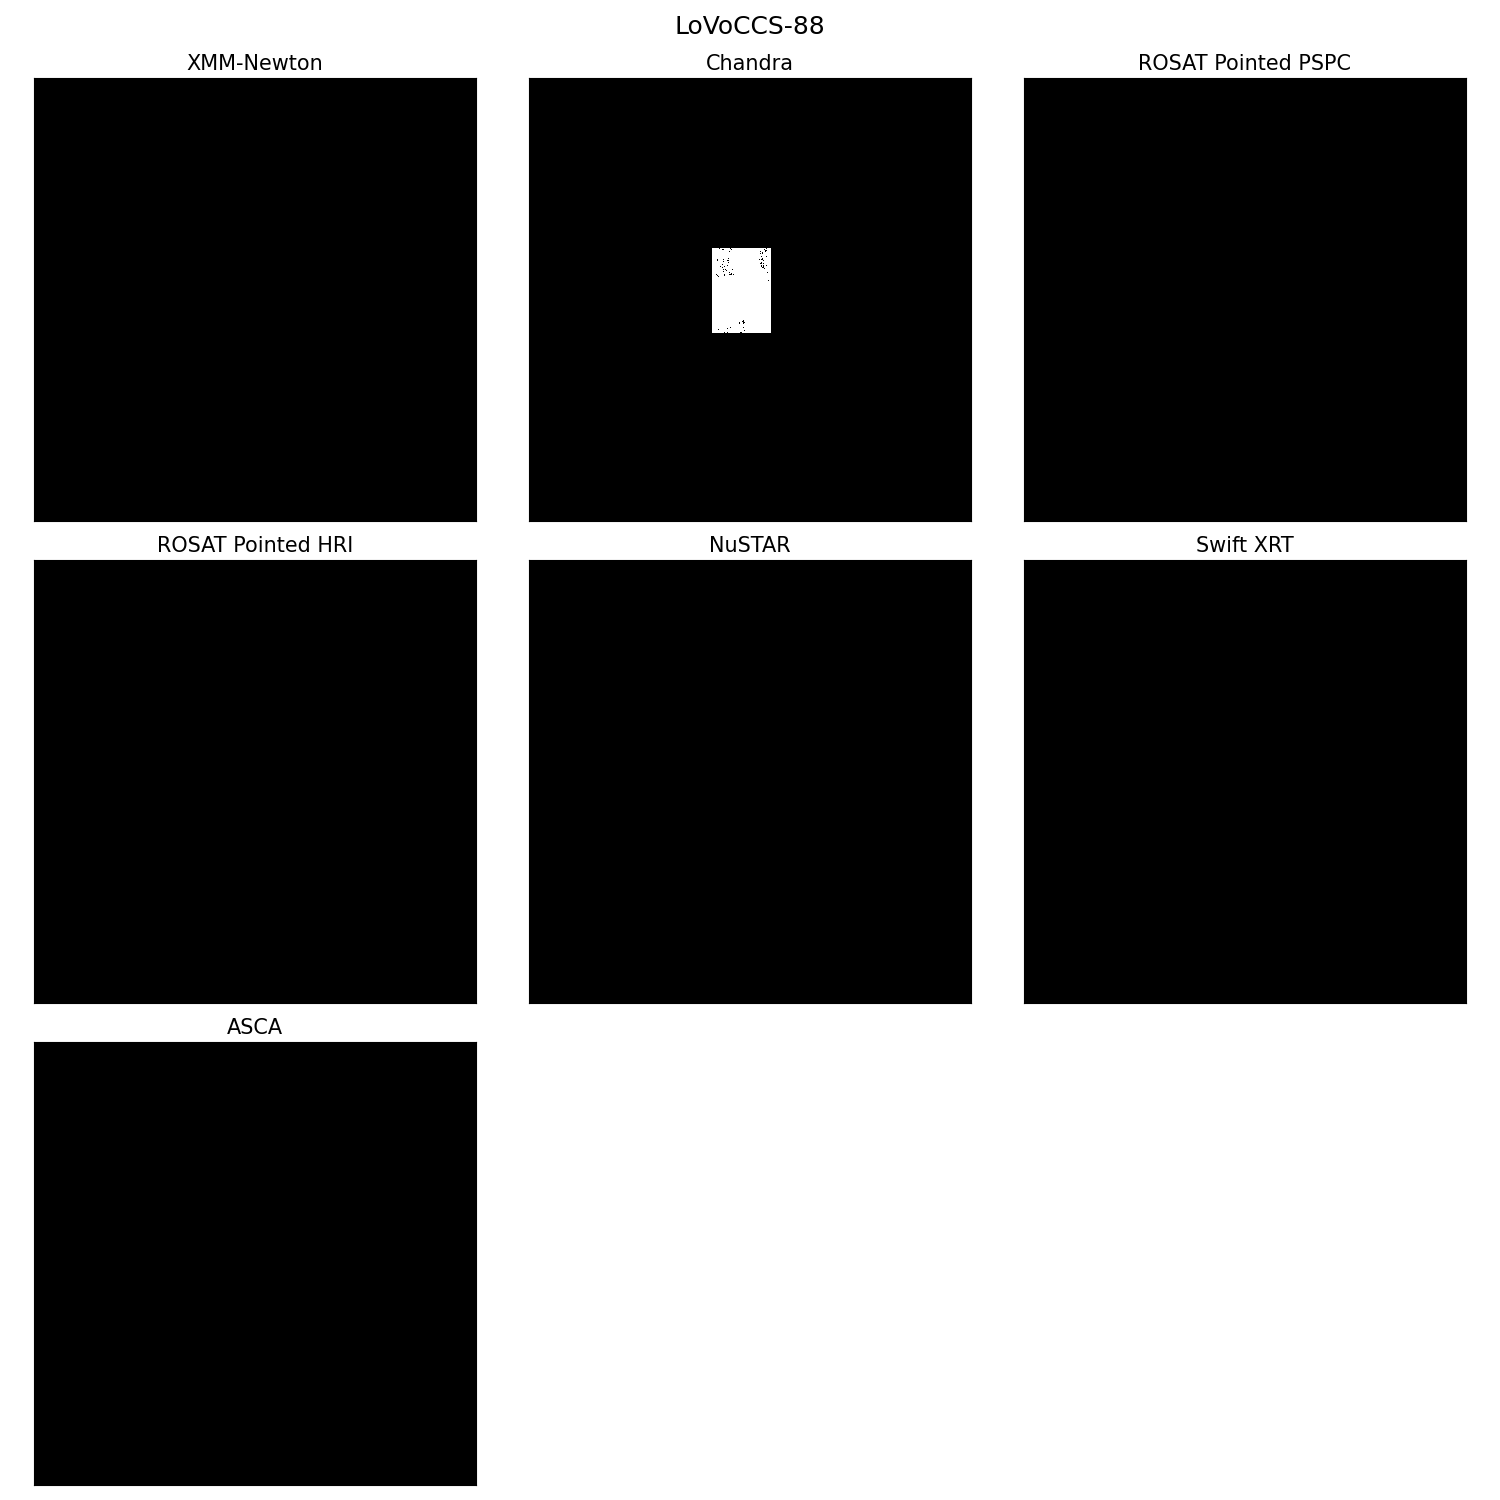 LoVoCCS-88
XMM-Newton
Chandra
ROSAT Pointed PSPC
ROSAT Pointed HRI
NuSTAR
Swift XRT
ASCA